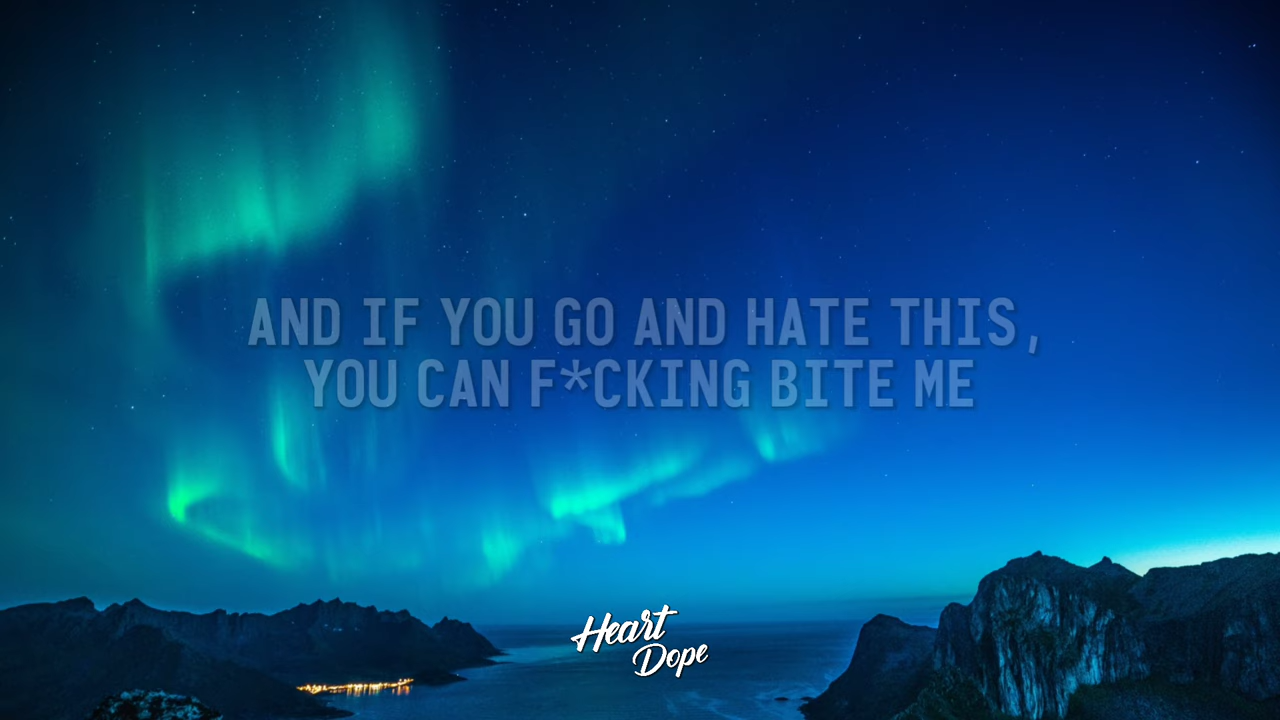 AND IF YOU GO AND HATE THIS,
YOU CAN F*CKING BITE ME
Heart
Dope